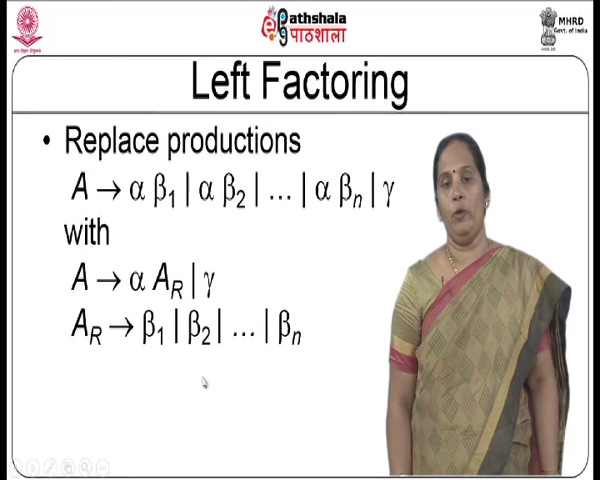 Pathshala
पाठशाला
MHRD
Govt. of India
Left Factoring
• Replace productions
A → α β1 | α β2 | … | α βn | γ
with
A → α AR | γ
AR → β1 | β2 | … | βn